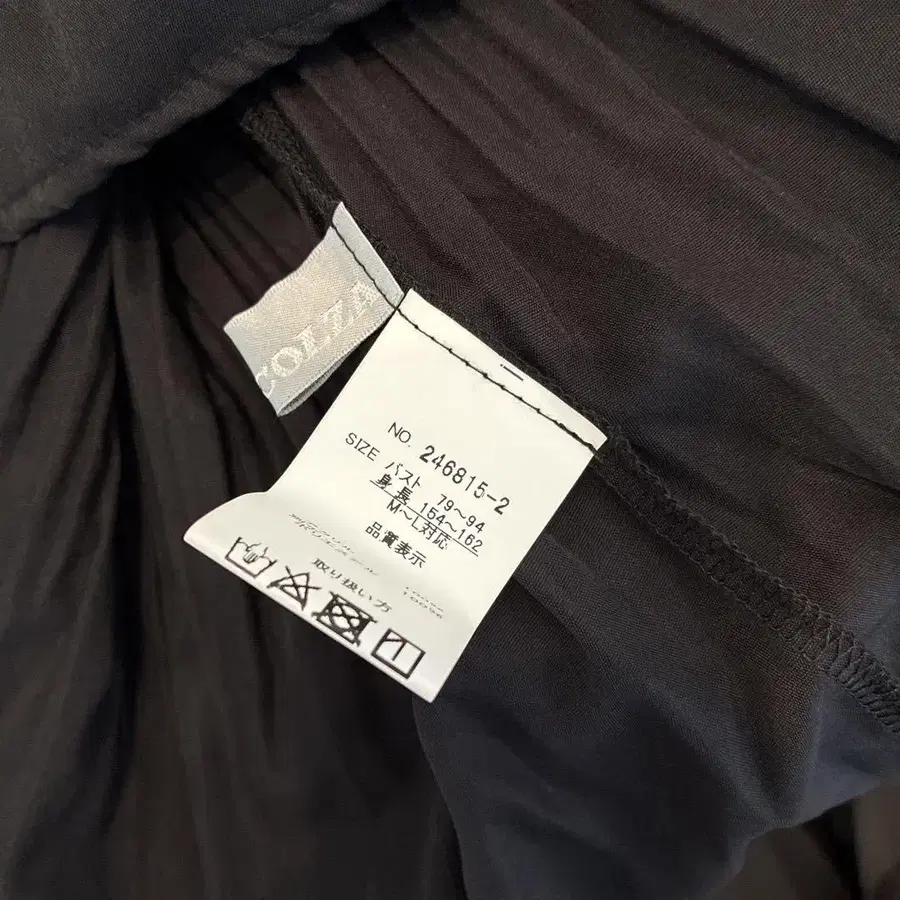 COLZA
NO. 246815-2
SIZE バスト 79〜94
身長 154〜162
M〜L対応
品質表示
取り扱い方